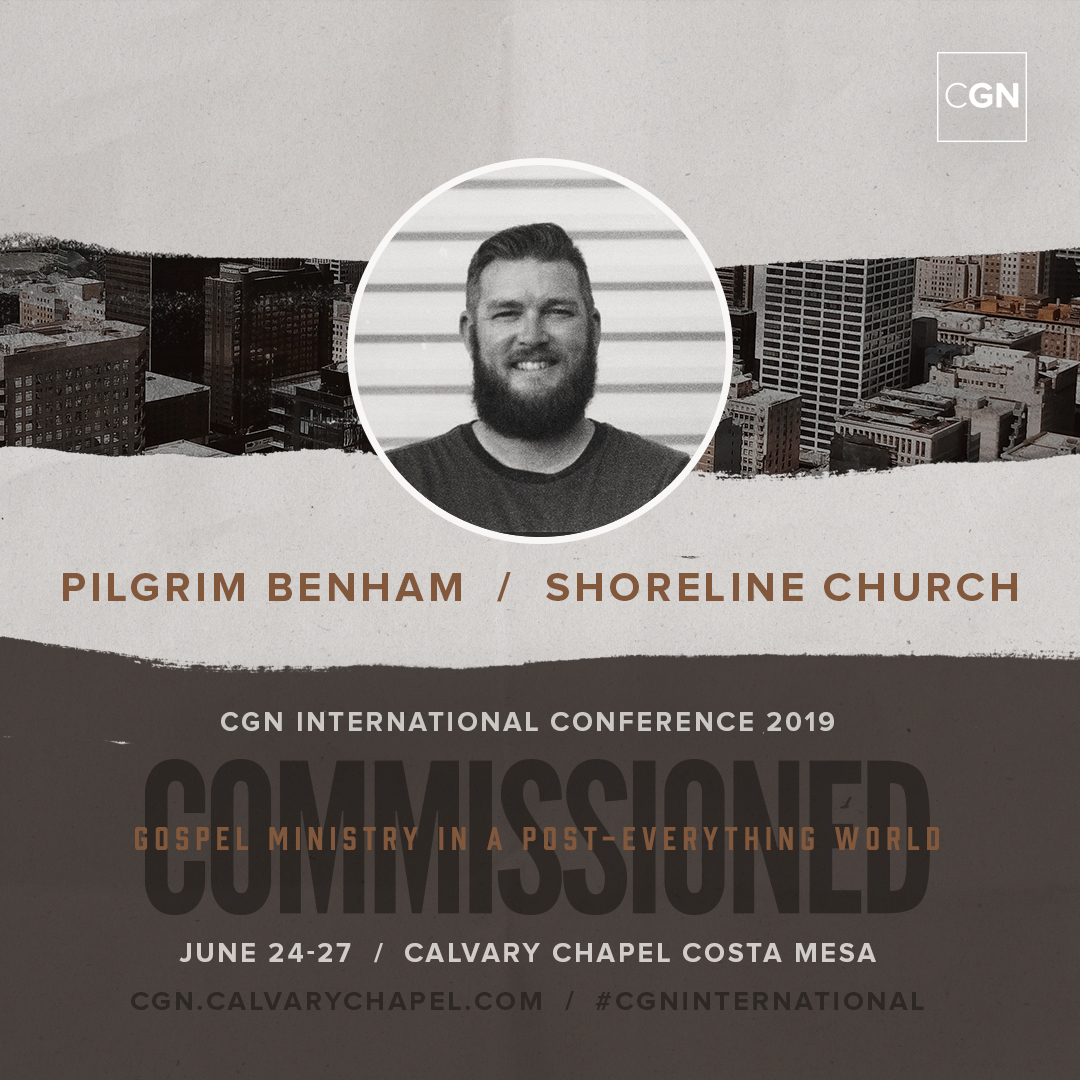 CGN
PILGRIM BENHAM / SHORELINE CHURCH
CGN INTERNATIONAL CONFERENCE 2019
COMMISSIONED
GOSPEL MINISTRY IN A POST-EVERYTHING WORLD
JUNE 24-27 / CALVARY CHAPEL COSTA MESA
CGN.CALVARYCHAPEL.COM / #CGNINTERNATIONAL